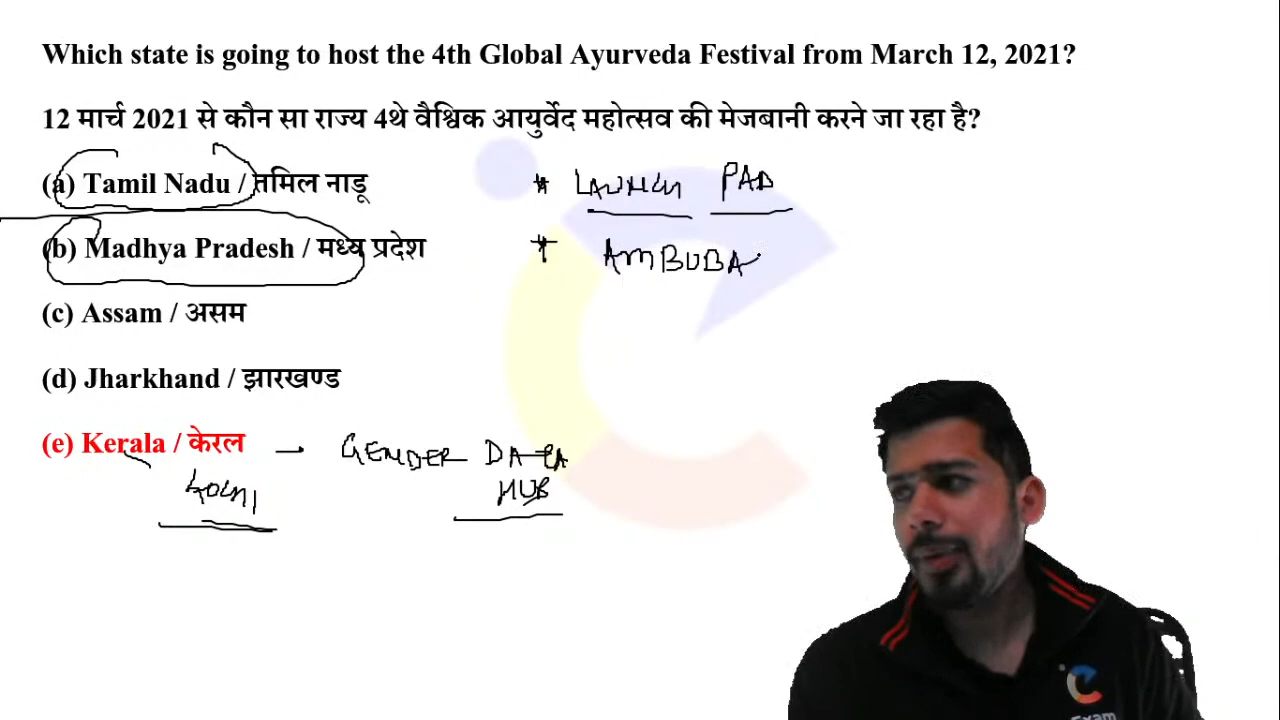 Which state is going to host the 4th Global Ayurveda Festival from March 12, 2021?
12 मार्च 2021 से कौन सा राज्य 4थे वैश्विक आयुर्वेद महोत्सव की मेजबानी करने जा रहा है?
(a) Tamil Nadu / तमिल नाडू * LAUNCH PAD
(b) Madhya Pradesh / मध्य प्रदेश * AMBUBA
(c) Assam / असम
(d) Jharkhand / झारखण्ड
(e) Kerala / केरल → GENDER DATA
KOCHI HUB
Exam